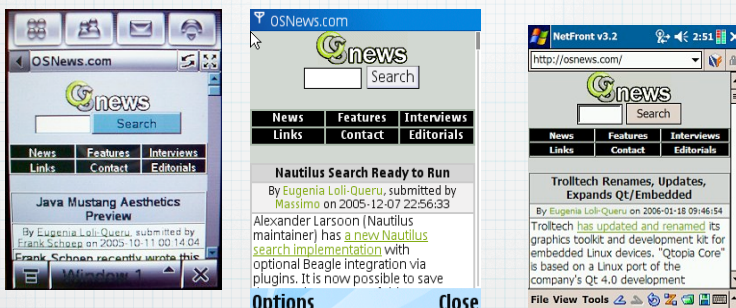 OSNews.com
OSnews
Search
News Features Interviews
Links Contact Editorials
Java Mustang Aesthetics
Preview
By Eugenia Loli-Queru, submitted by
Frank Schoep on 2005-10-11 00:14:04
Frank Schoep recently wrote this
Window 1
OSNews.com
OSnews
Search
News Features Interviews
Links Contact Editorials
Nautilus Search Ready to Run
By Eugenia Loli-Queru, submitted by
Massimo on 2005-12-07 22:56:33
Alexander Larsoon (Nautilus
maintainer) has a new Nautilus
search implementation with
optional Beagle integration via
plugins. It is now possible to save
Options Close
NetFront v3.2 2:51
http://osnews.com/
OSnews
Search
News Features Interviews
Links Contact Editorials
Trolltech Renames, Updates,
Expands Qt/Embedded
By Eugenia Loli-Queru on 2006-01-18 09:46:54
Trolltech has updated and renamed its
graphics toolkit and development kit for
embedded Linux devices. "Qtopia Core"
is based on a Linux port of the
company's Qt 4.0 development
File View Tools